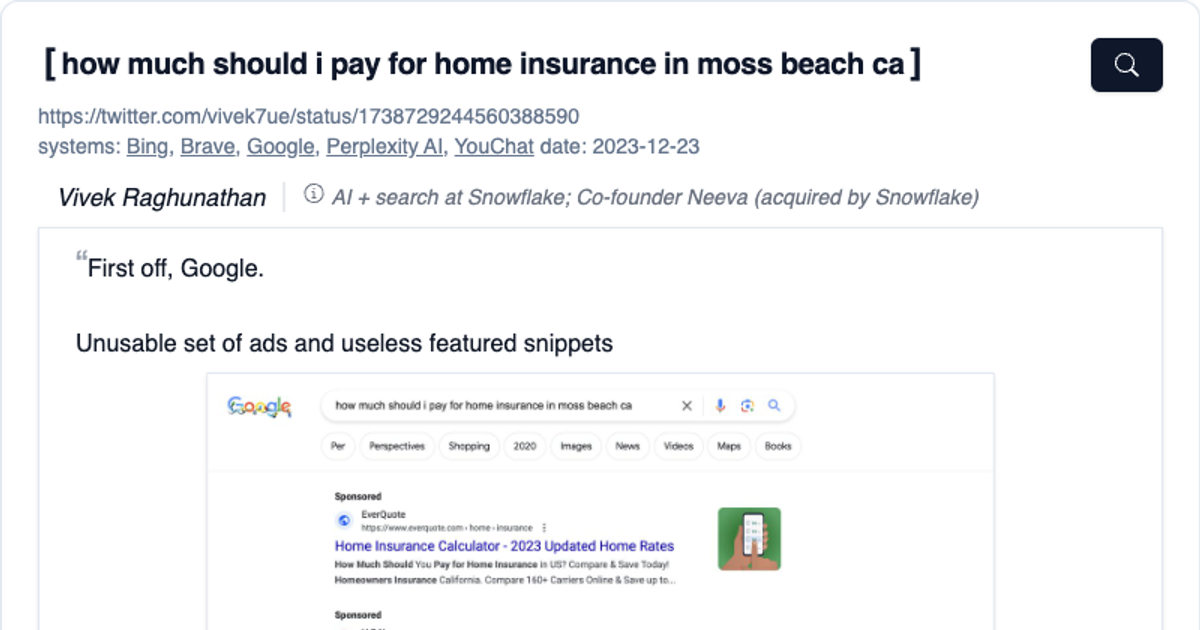 [how much should i pay for home insurance in moss beach ca]
https://twitter.com/vivek7ue/status/1738729244560388590
systems: Bing, Brave, Google, Perplexity AI, YouChat date: 2023-12-23
Vivek Raghunathan | AI + search at Snowflake; Co-founder Neeva (acquired by Snowflake)
“First off, Google.
Unusable set of ads and useless featured snippets
Google how much should i pay for home insurance in moss beach ca
Per Perspectives Shopping 2020 Images News Videos Maps Books
Sponsored
EverQuote
https://www.everquote.com › home › insurance
Home Insurance Calculator - 2023 Updated Home Rates
How Much Should You Pay for Home Insurance in US? Compare & Save Today!
Homeowners Insurance California. Compare 160+ Carriers Online & Save up to...
Sponsored